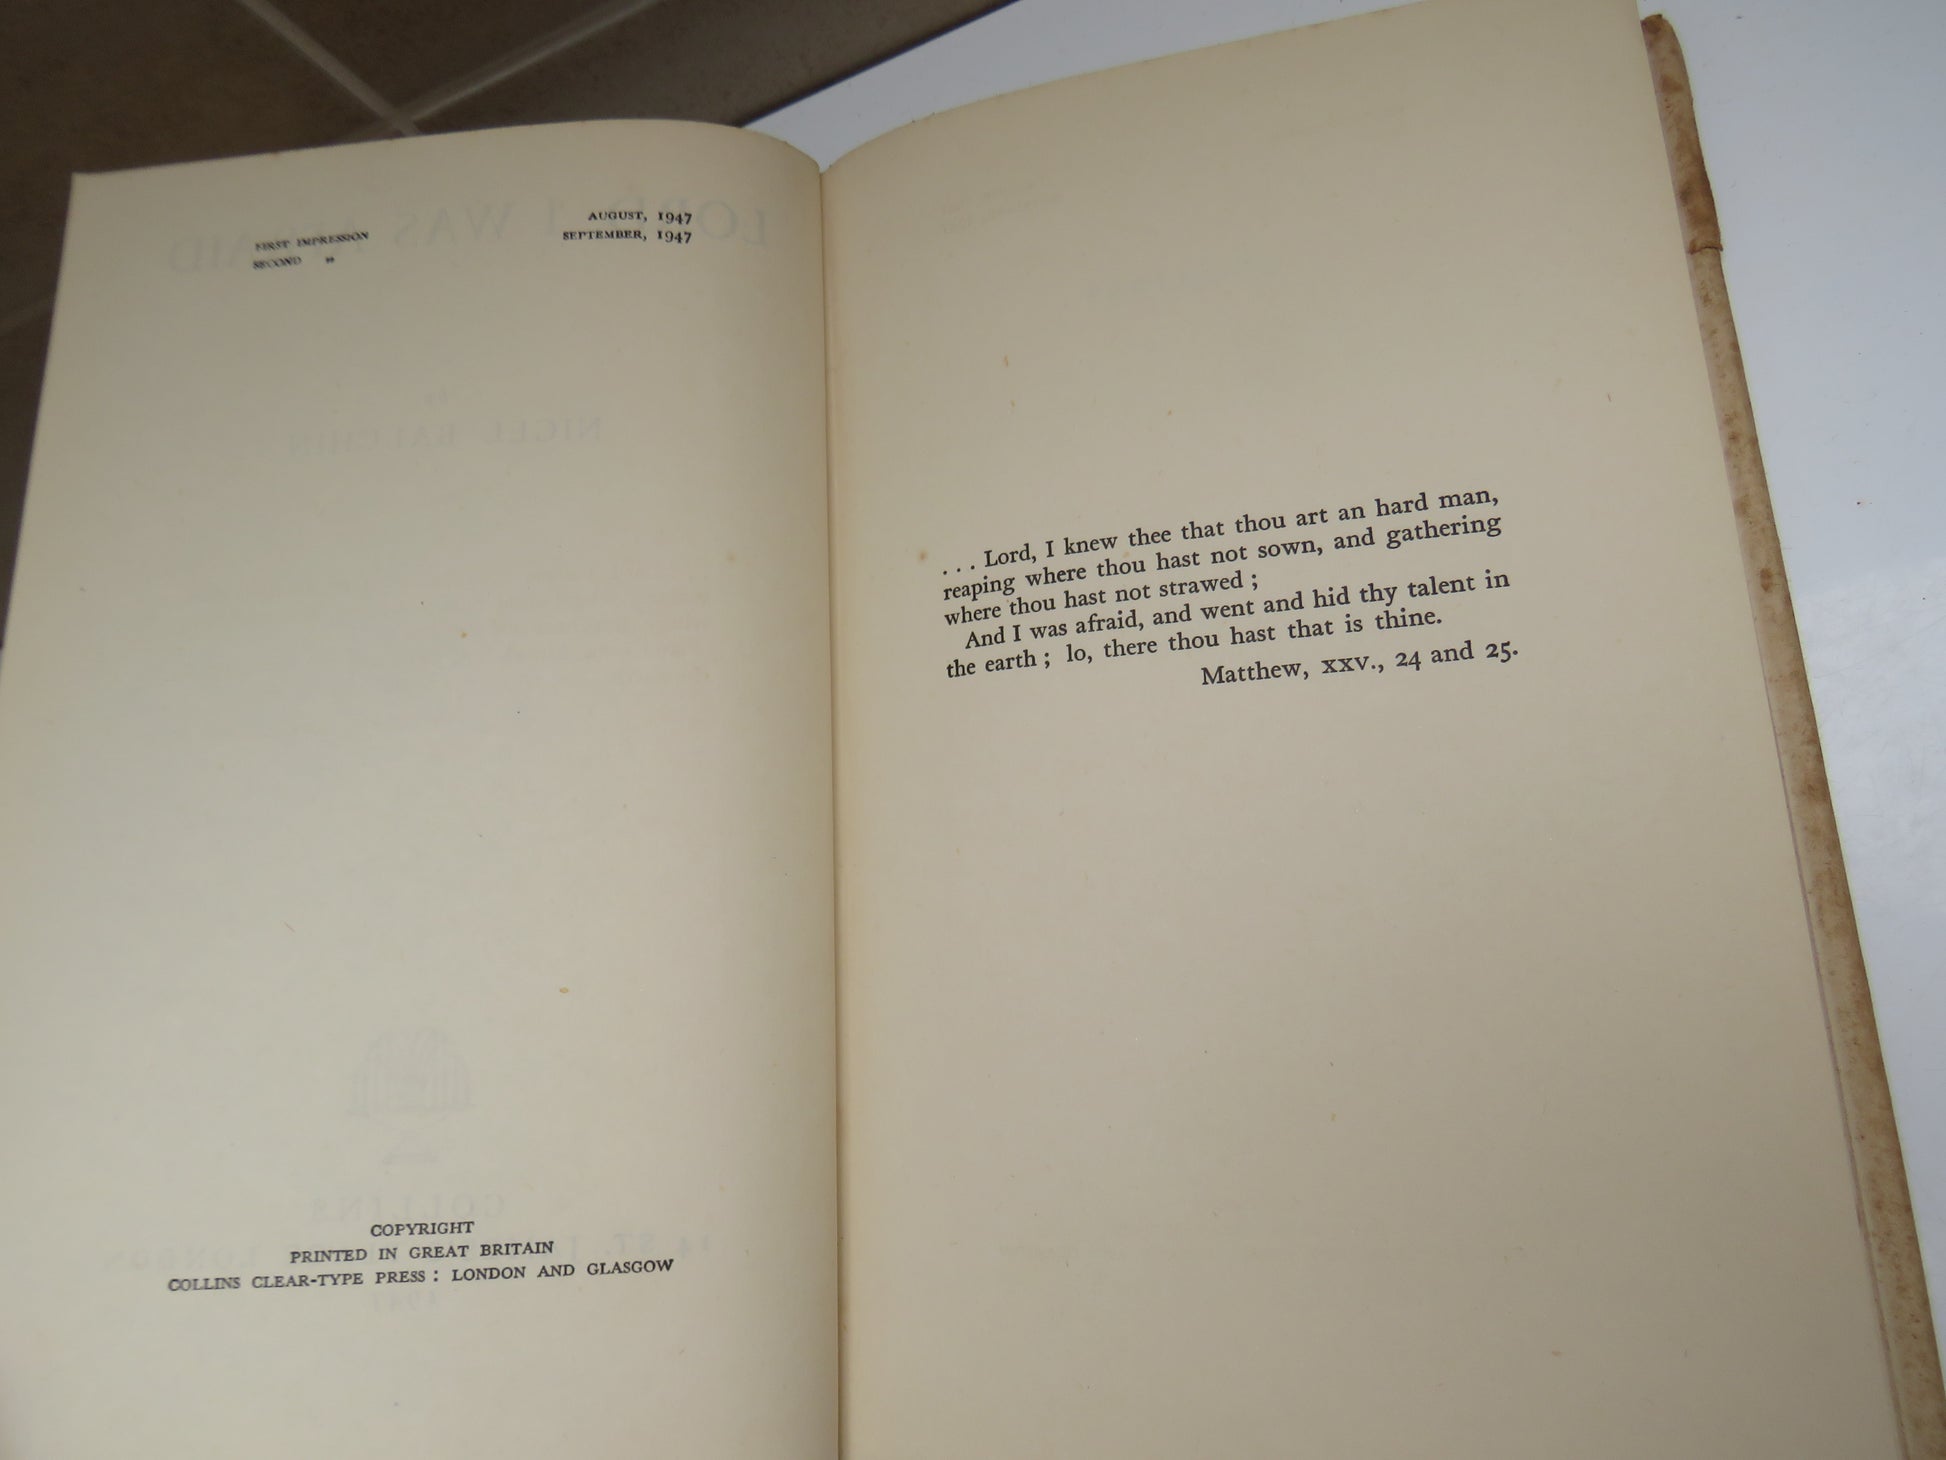 FIRST IMPRESSION AUGUST, 1947
SECOND " SEPTEMBER, 1947
COPYRIGHT
PRINTED IN GREAT BRITAIN
COLLINS CLEAR-TYPE PRESS : LONDON AND GLASGOW
. . . Lord, I knew thee that thou art an hard man,
reaping where thou hast not sown, and gathering
where thou hast not strawed ;
And I was afraid, and went and hid thy talent in
the earth ; lo, there thou hast that is thine.
Matthew, xxv., 24 and 25.